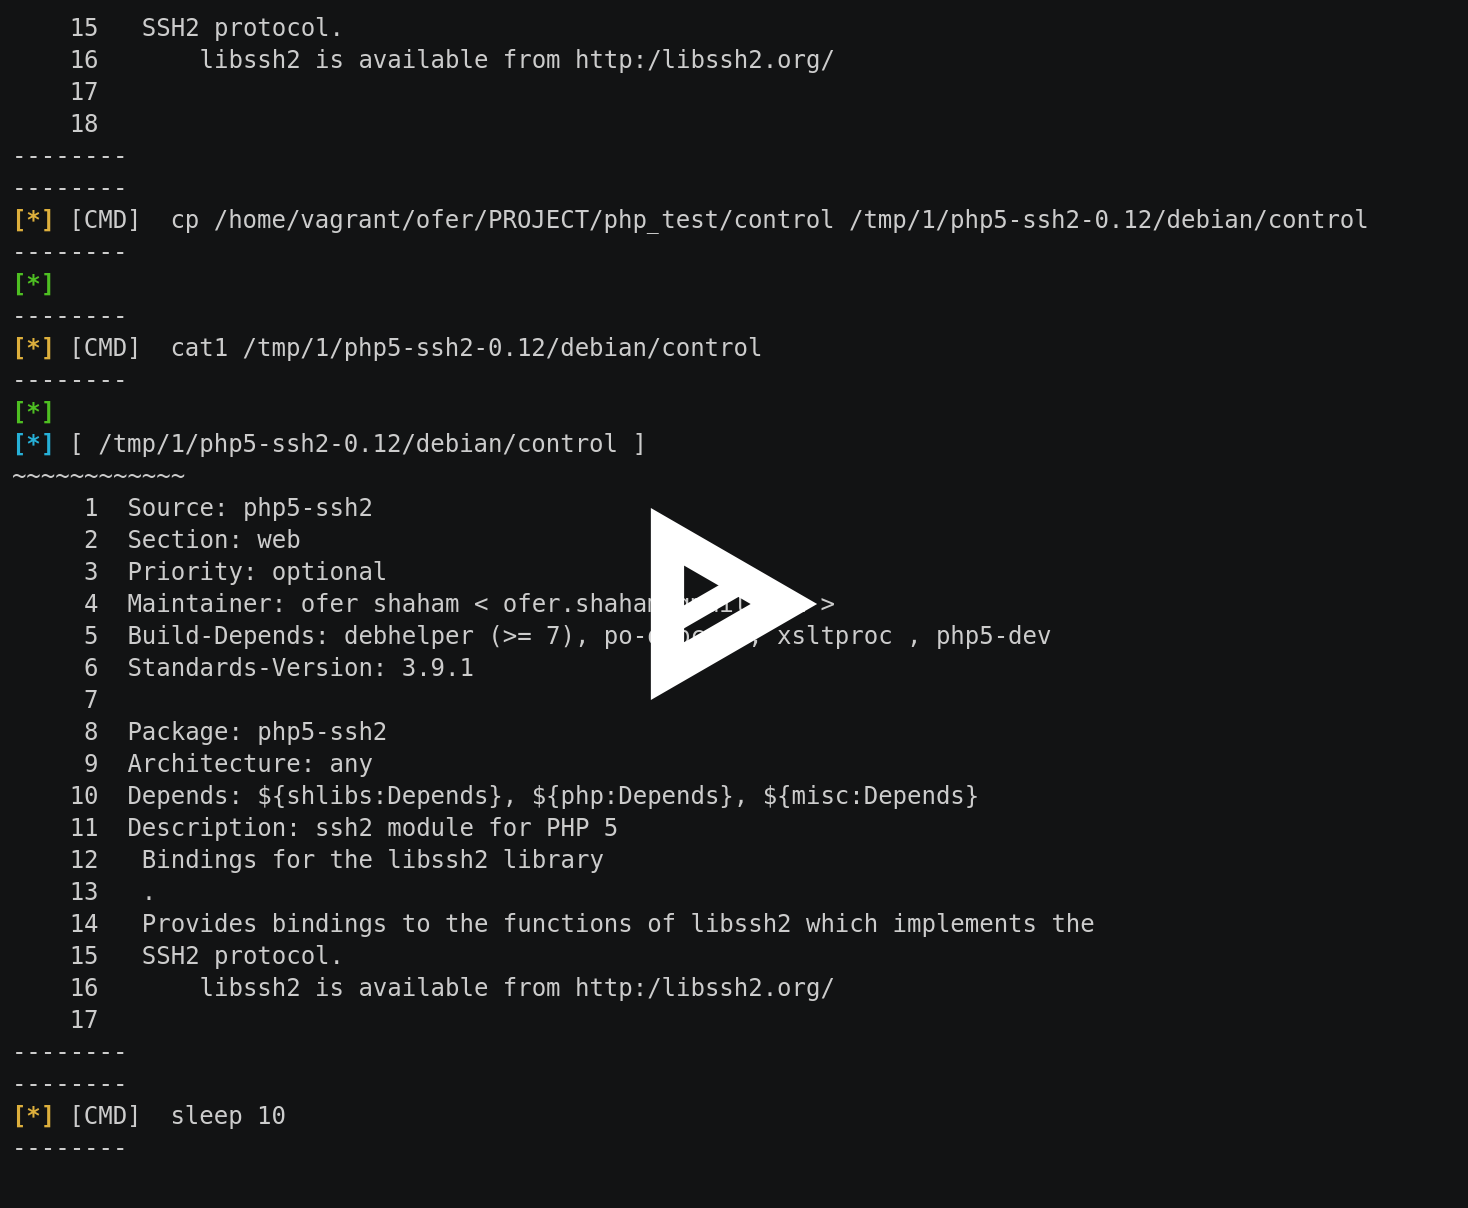 15   SSH2 protocol.
16       libssh2 is available from http:/libssh2.org/
17
18
--------
--------
[*] [CMD]  cp /home/vagrant/ofer/PROJECT/php_test/control /tmp/1/php5-ssh2-0.12/debian/control
--------
[*]
--------
[*] [CMD]  cat1 /tmp/1/php5-ssh2-0.12/debian/control
--------
[*]
[*] [ /tmp/1/php5-ssh2-0.12/debian/control ]
~~~~~~~~~~~~
1  Source: php5-ssh2
2  Section: web
3  Priority: optional
4  Maintainer: ofer shaham < >
5  Build-Depends: debhelper (>= 7), xsltproc , php5-dev
6  Standards-Version: 3.9.1
7
8  Package: php5-ssh2
9  Architecture: any
10  Depends: ${shlibs:Depends}, ${php:Depends}, ${misc:Depends}
11  Description: ssh2 module for PHP 5
12   Bindings for the libssh2 library
13   .
14   Provides bindings to the functions of libssh2 which implements the
15   SSH2 protocol.
16       libssh2 is available from http:/libssh2.org/
17
--------
--------
[*] [CMD]  sleep 10
--------